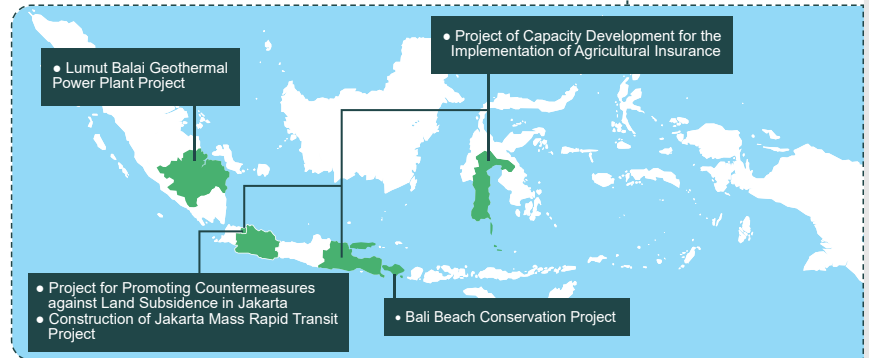 ● Project of Capacity Development for the
Implementation of Agricultural Insurance
● Lumut Balai Geothermal
Power Plant Project
● Project for Promoting Countermeasures
against Land Subsidence in Jakarta
● Construction of Jakarta Mass Rapid Transit
Project
• Bali Beach Conservation Project